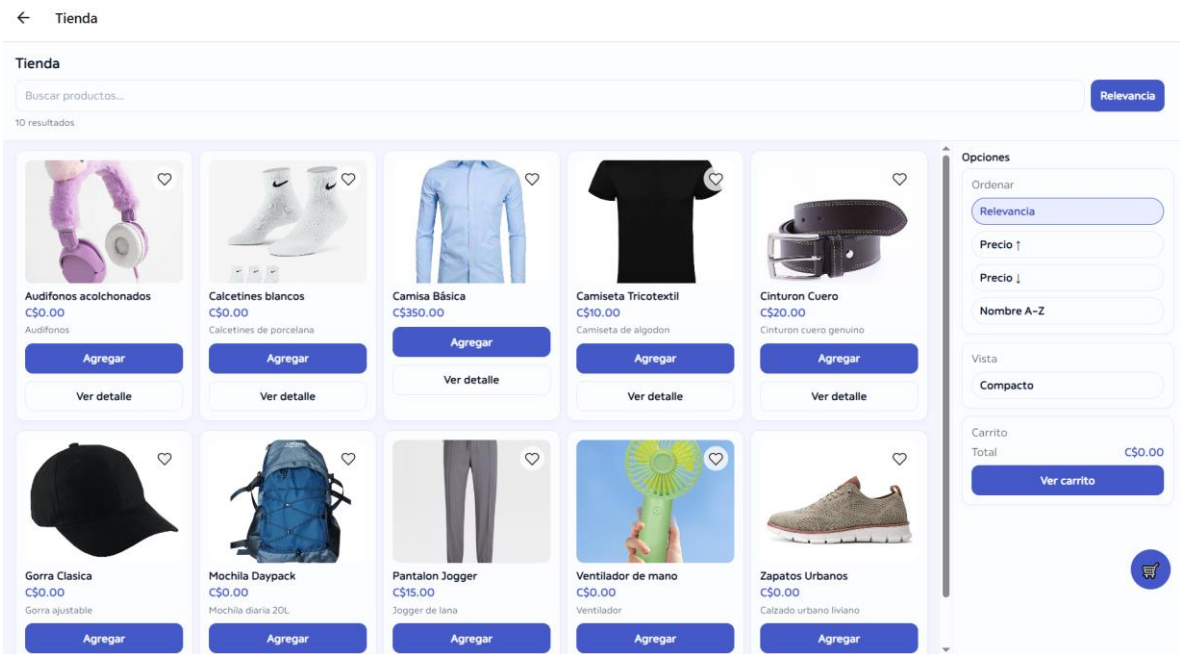 Tienda
Tienda
Buscar productos...
Relevancia
10 resultados
Audifonos acolchonados
C$0.00
Audifonos
Agregar
Ver detalle
Calcetines blancos
C$0.00
Calcetines de porcelana
Agregar
Ver detalle
Camisa Básica
C$350.00
Agregar
Ver detalle
Camiseta Tricotextil
C$10.00
Camiseta de algodon
Agregar
Ver detalle
Cinturon Cuero
C$20.00
Cinturon cuero genuino
Agregar
Ver detalle
Gorra Clasica
C$0.00
Gorra ajustable
Agregar
Mochila Daypack
C$0.00
Mochila diaria 20L
Agregar
Pantalon Jogger
C$15.00
Jogger de lana
Agregar
Ventilador de mano
C$0.00
Ventilador
Agregar
Zapatos Urbanos
C$0.00
Calzado urbano liviano
Agregar
Opciones
Ordenar
Relevancia
Precio ↑
Precio ↓
Nombre A-Z
Vista
Compacto
Carrito
Total C$0.00
Ver carrito